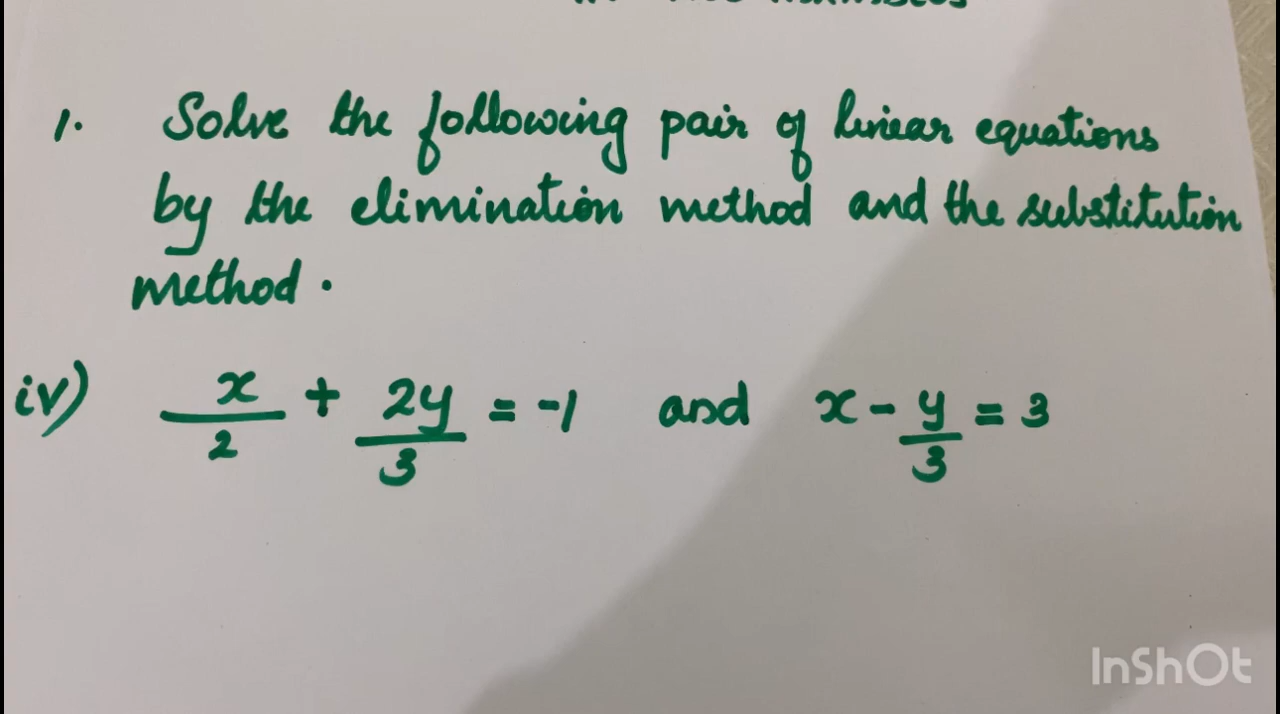 1. Solve the following pair of linear equations
by the elimination method and the substitution
method.
iv) x/2 + 2y/3 = -1 and x - y/3 = 3
InShOt